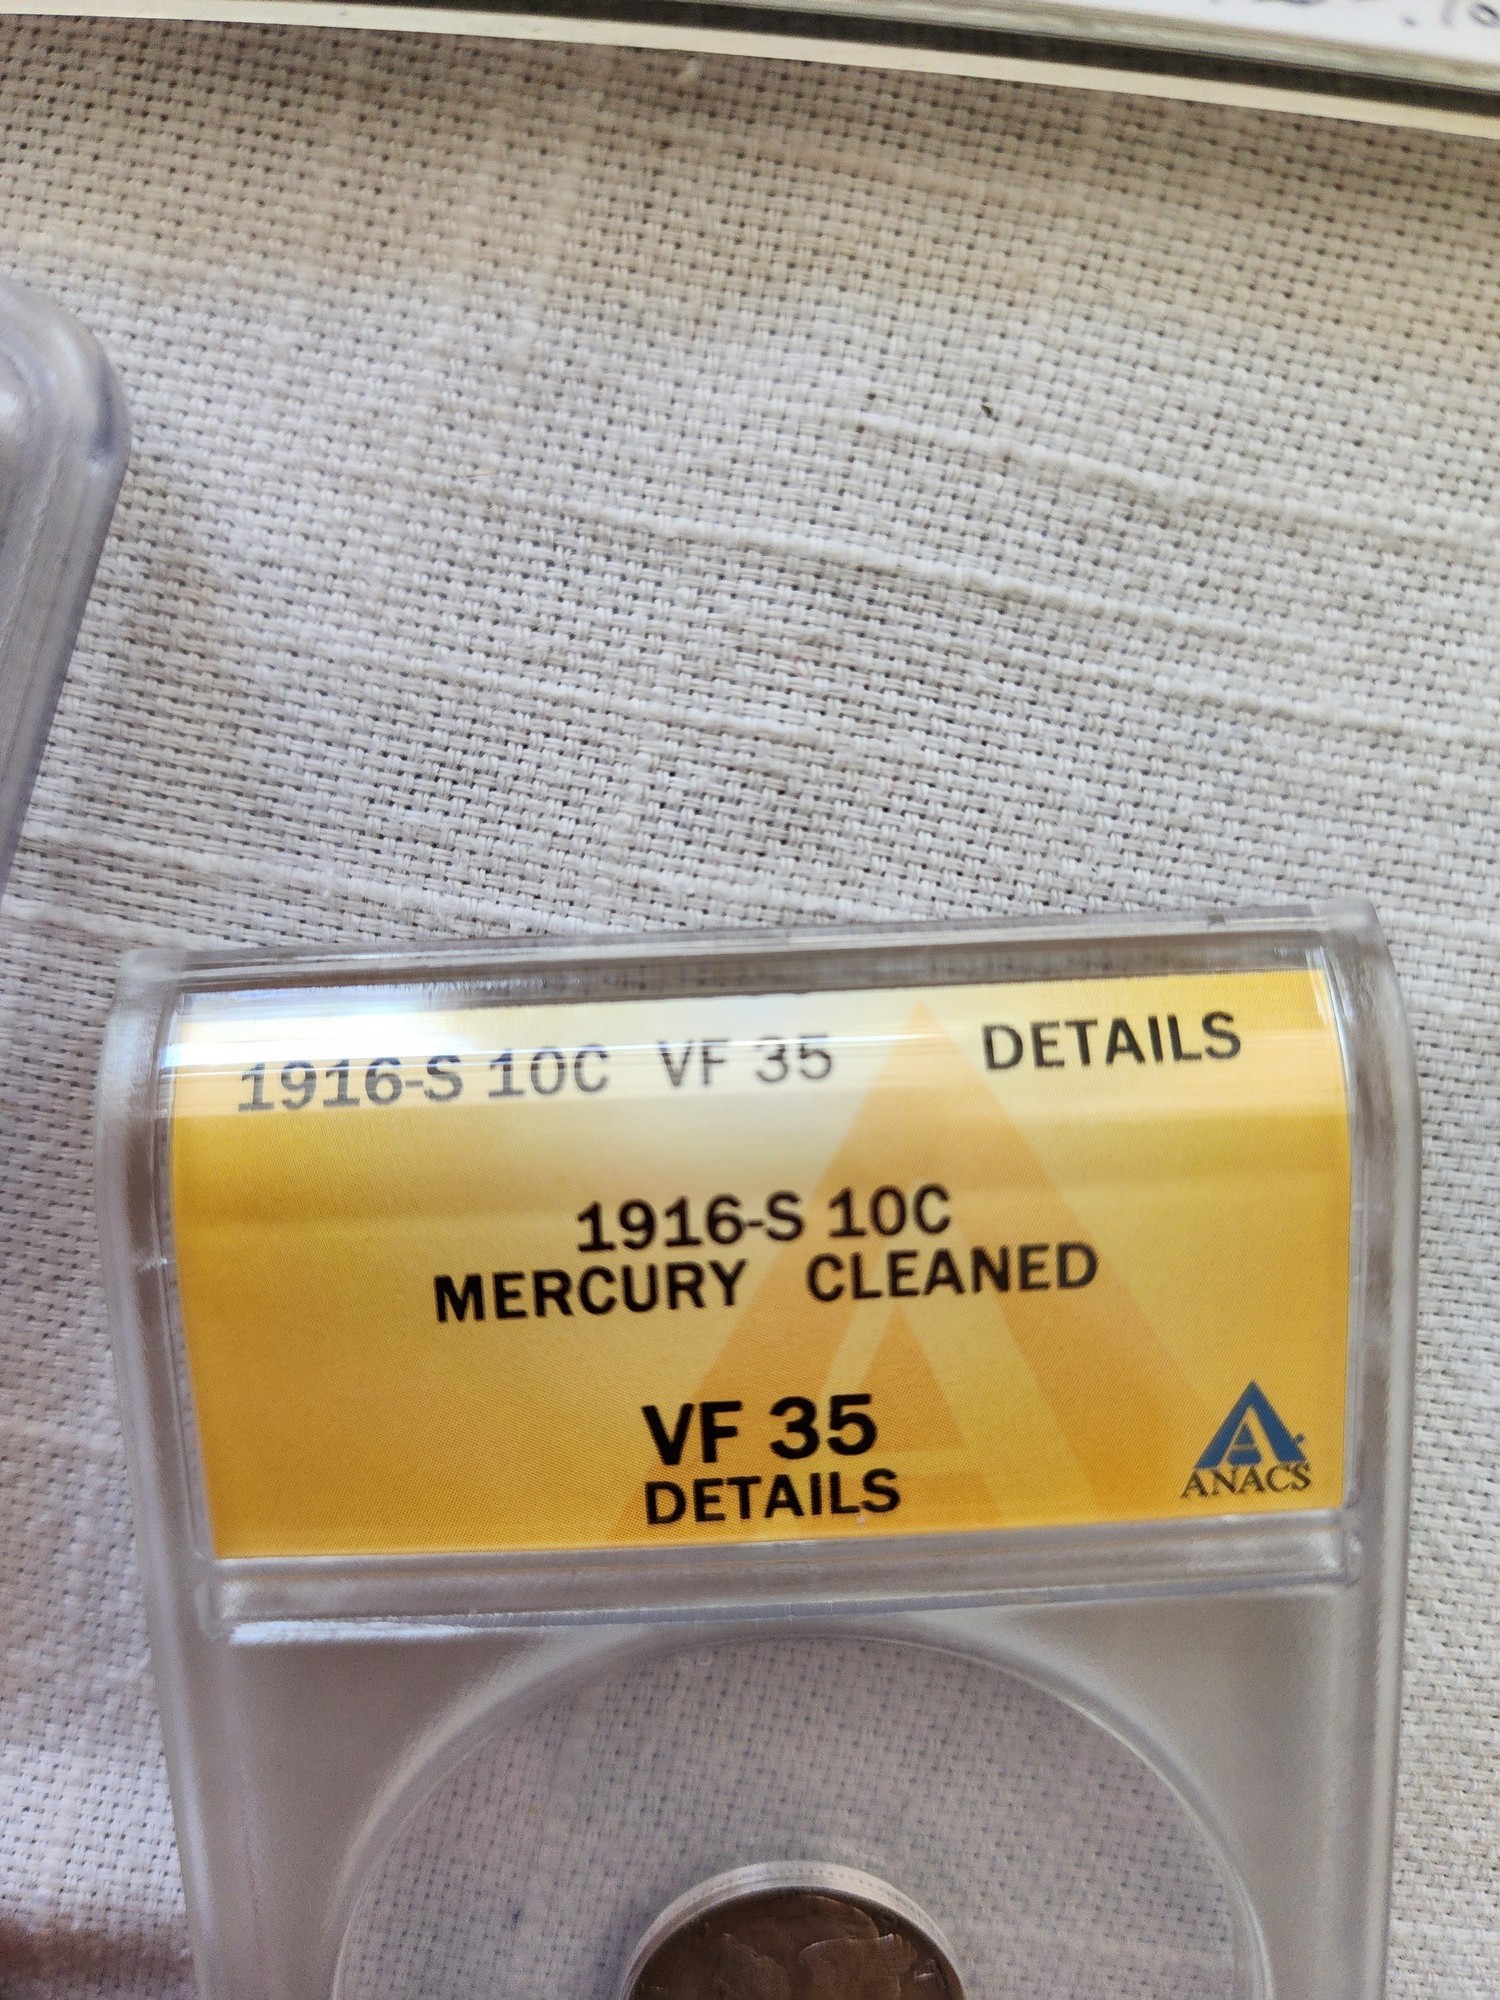 1916-S 10C VF 35 DETAILS
1916-S 10C
MERCURY CLEANED
VF 35
DETAILS
ANACS